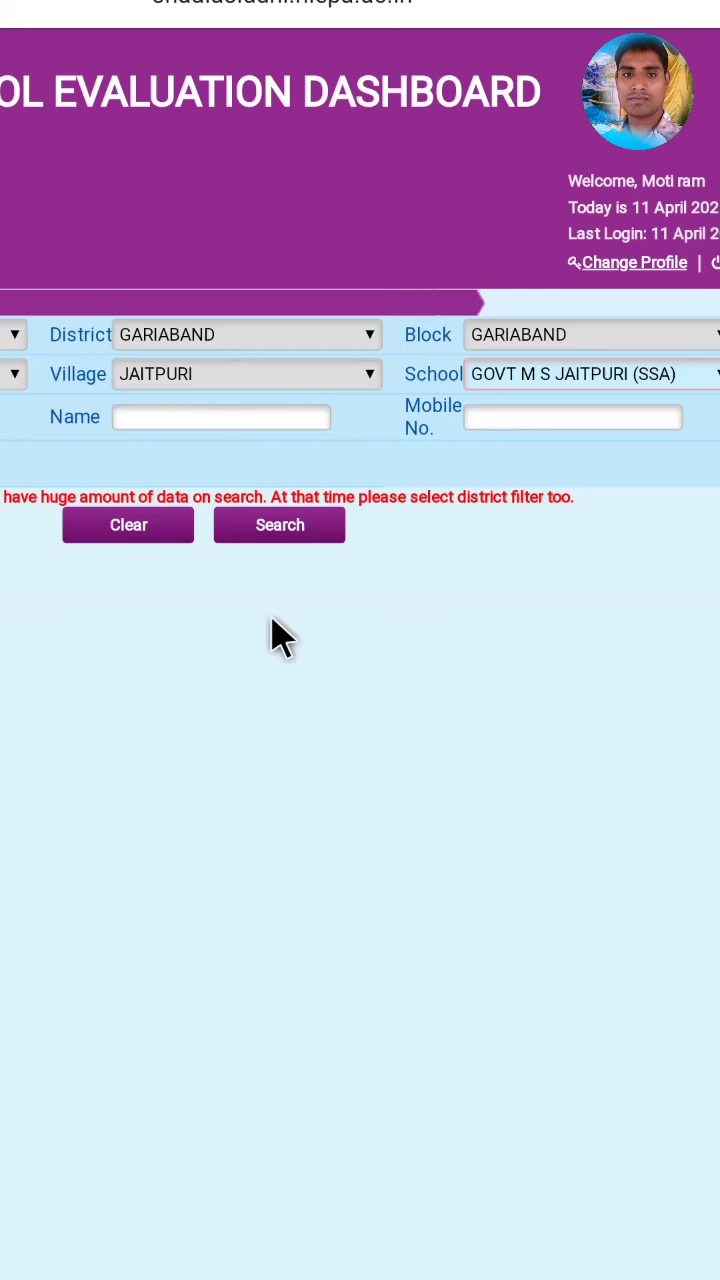 OL EVALUATION DASHBOARD
Welcome, Moti ram
Today is 11 April 202
Last Login: 11 April 2
Change Profile |
District GARIABAND Block GARIABAND
Village JAITPURI School GOVT M S JAITPURI (SSA)
Name Mobile No.
have huge amount of data on search. At that time please select district filter too.
Clear Search